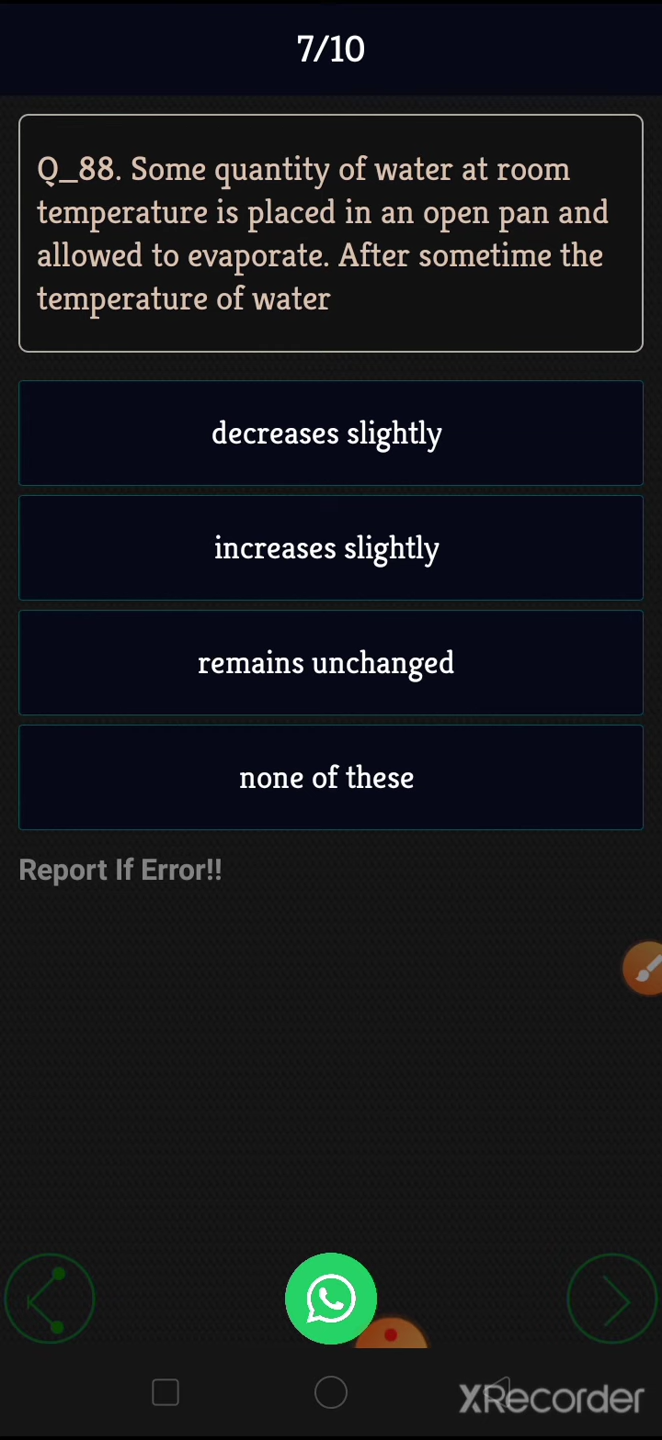 7/10
Q_88. Some quantity of water at room
temperature is placed in an open pan and
allowed to evaporate. After sometime the
temperature of water
decreases slightly
increases slightly
remains unchanged
none of these
Report If Error!!
XRecorder